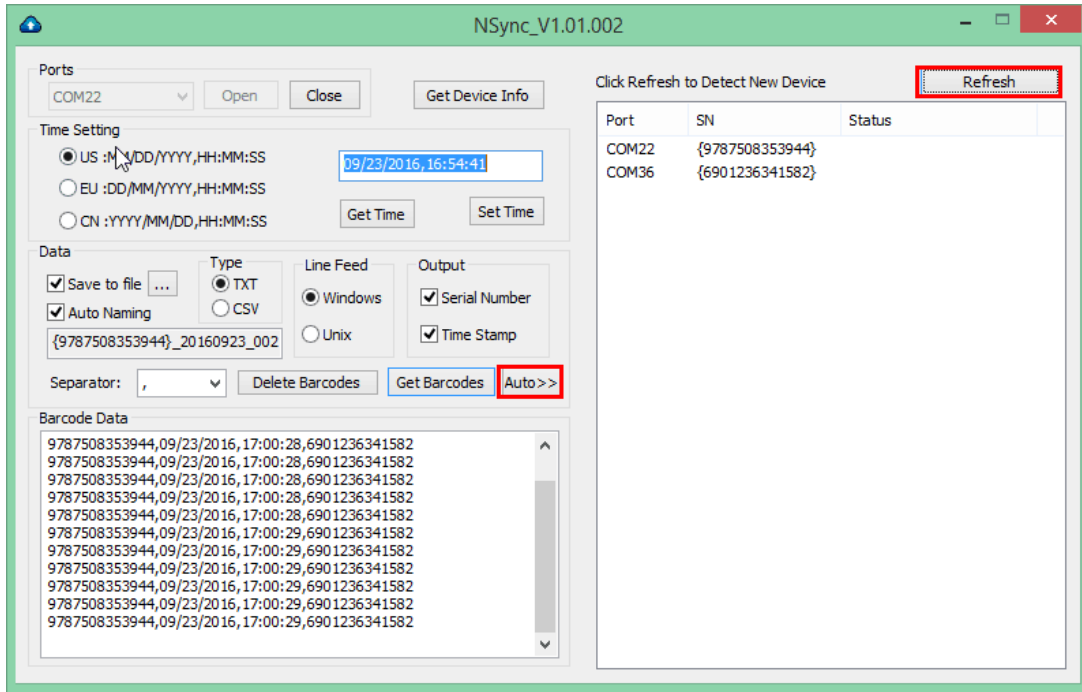 NSync_V1.01.002
Ports
COM22 Open Close Get Device Info
Time Setting
US :MM/DD/YYYY,HH:MM:SS
09/23/2016,16:54:41
EU :DD/MM/YYYY,HH:MM:SS
CN :YYYY/MM/DD,HH:MM:SS
Get Time Set Time
Data
Save to file ...
Auto Naming
{9787508353944}_20160923_002
Type
TXT
CSV
Line Feed
Windows
Unix
Output
Serial Number
Time Stamp
Separator: , Delete Barcodes Get Barcodes Auto>>
Barcode Data
9787508353944,09/23/2016,17:00:28,6901236341582
9787508353944,09/23/2016,17:00:28,6901236341582
9787508353944,09/23/2016,17:00:28,6901236341582
9787508353944,09/23/2016,17:00:28,6901236341582
9787508353944,09/23/2016,17:00:28,6901236341582
9787508353944,09/23/2016,17:00:29,6901236341582
9787508353944,09/23/2016,17:00:29,6901236341582
9787508353944,09/23/2016,17:00:29,6901236341582
9787508353944,09/23/2016,17:00:29,6901236341582
9787508353944,09/23/2016,17:00:29,6901236341582
9787508353944,09/23/2016,17:00:29,6901236341582
Click Refresh to Detect New Device Refresh
Port SN Status
COM22 {9787508353944}
COM36 {6901236341582}